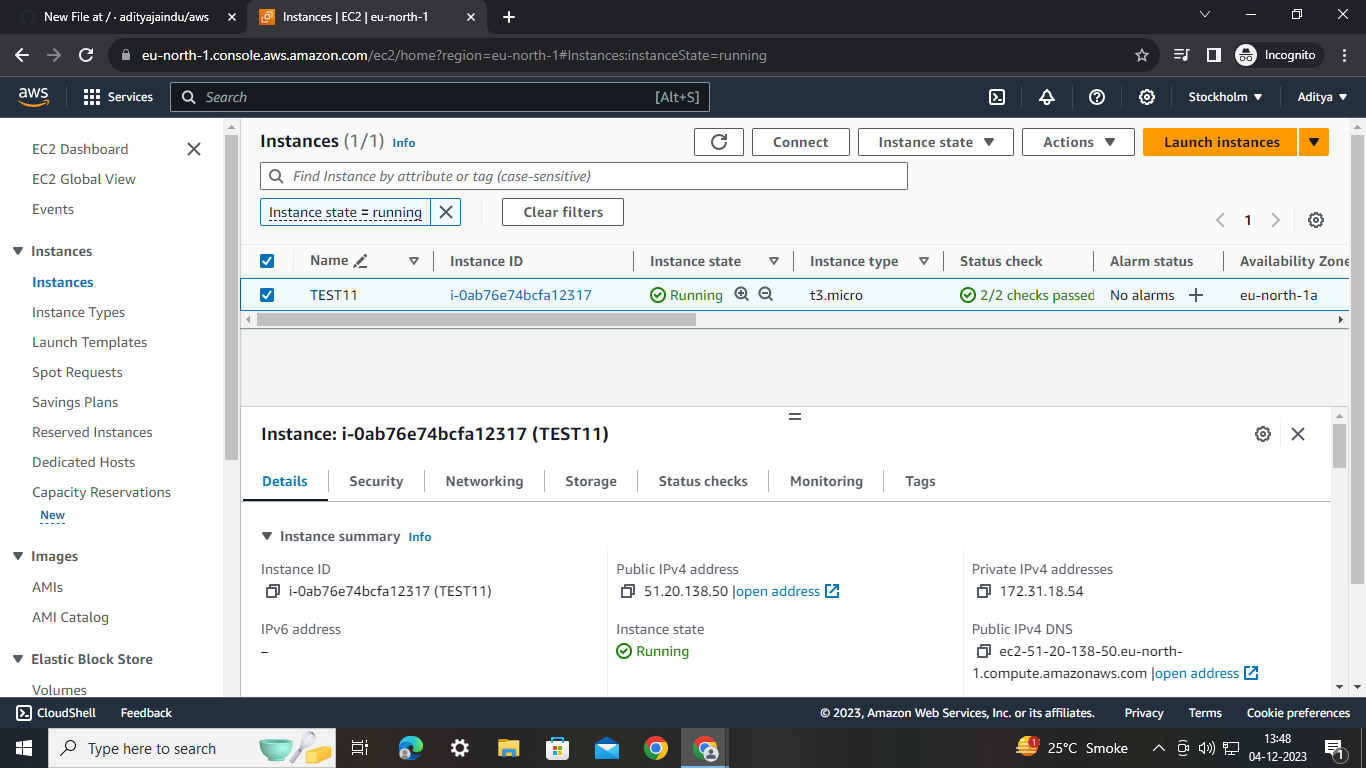 New File at / · adityajaindu/aws
Instances | EC2 | eu-north-1
eu-north-1.console.aws.amazon.com/ec2/home?region=eu-north-1#Instances:instanceState=running
Incognito
aws
Services
Search
[Alt+S]
Stockholm
Aditya
EC2 Dashboard
EC2 Global View
Events
Instances
Instances
Instance Types
Launch Templates
Spot Requests
Savings Plans
Reserved Instances
Dedicated Hosts
Capacity Reservations
New
Images
AMIs
AMI Catalog
Elastic Block Store
Volumes
Instances (1/1) Info
Connect
Instance state
Actions
Launch instances
Find Instance by attribute or tag (case-sensitive)
Instance state = running
Clear filters
1
Name
Instance ID
Instance state
Instance type
Status check
Alarm status
Availability Zone
TEST11
i-0ab76e74bcfa12317
Running
t3.micro
2/2 checks passed
No alarms
eu-north-1a
Instance: i-0ab76e74bcfa12317 (TEST11)
Details
Security
Networking
Storage
Status checks
Monitoring
Tags
Instance summary Info
Instance ID
i-0ab76e74bcfa12317 (TEST11)
Public IPv4 address
51.20.138.50 |open address
Private IPv4 addresses
172.31.18.54
IPv6 address
–
Instance state
Running
Public IPv4 DNS
ec2-51-20-138-50.eu-north-
1.compute.amazonaws.com |open address
CloudShell
Feedback
© 2023, Amazon Web Services, Inc. or its affiliates.
Privacy
Terms
Cookie preferences
Type here to search
1
25°C Smoke
13:48
04-12-2023
1